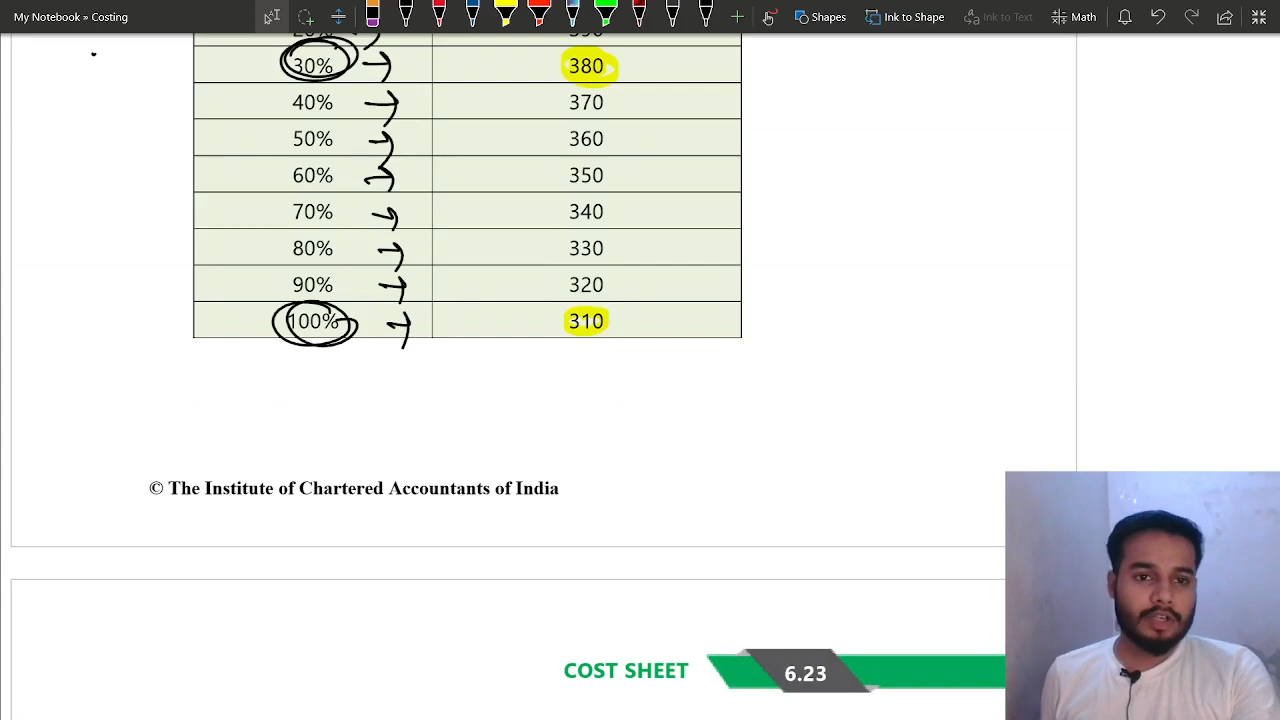 My Notebook » Costing
Shapes
Ink to Shape
Ink to Text
Math
20%
390
30%
380
40%
370
50%
360
60%
350
70%
340
80%
330
90%
320
100%
310
© The Institute of Chartered Accountants of India
COST SHEET
6.23